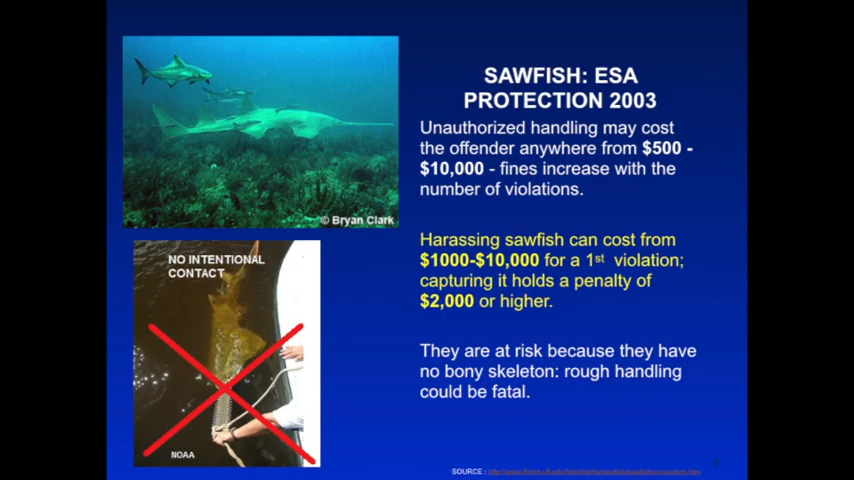 SAWFISH: ESA
PROTECTION 2003
Unauthorized handling may cost
the offender anywhere from $500 -
$10,000 - fines increase with the
number of violations.
© Bryan Clark
Harassing sawfish can cost from
$1000-$10,000 for a 1st violation;
capturing it holds a penalty of
$2,000 or higher.
NO INTENTIONAL
CONTACT
They are at risk because they have
no bony skeleton: rough handling
could be fatal.
NOAA
SOURCE :